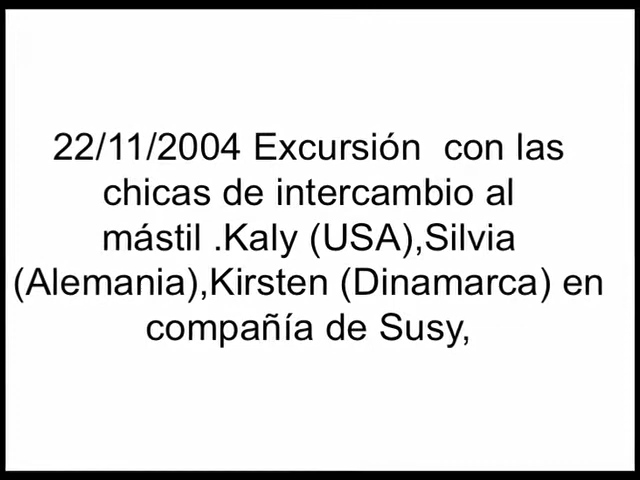 22/11/2004 Excursión  con las
chicas de intercambio al
mástil .Kaly (USA),Silvia
(Alemania),Kirsten (Dinamarca) en
compañía de Susy,